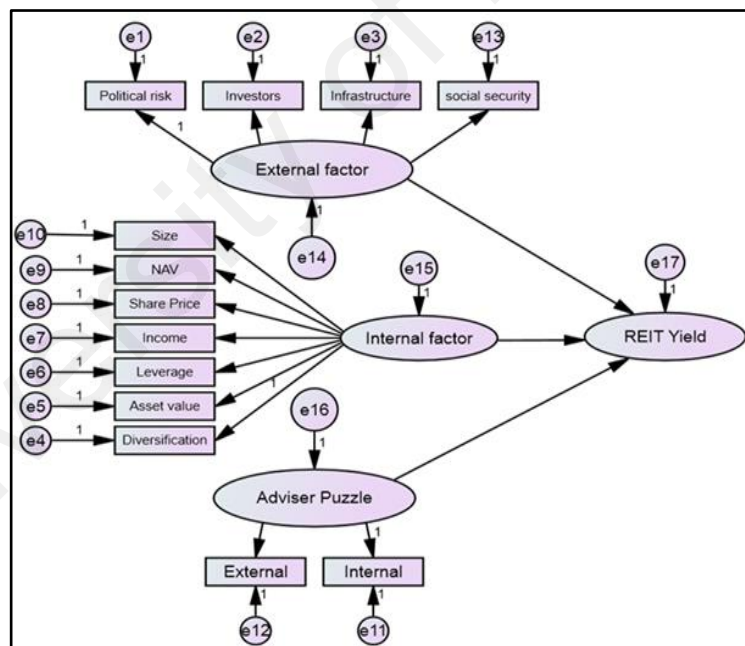 e1 e2 e3 e13
1 1 1 1
Political risk Investors Infrastructure social security
1
External factor
1
e14
e10 1 Size
e9 1 NAV
e8 1 Share Price
e7 1 Income
e6 1 Leverage
e5 1 Asset value
e4 1 Diversification
1
e15
1
Internal factor
e17
1
REIT Yield
e16
1
Adviser Puzzle
1
External Internal
1 1
e12 e11